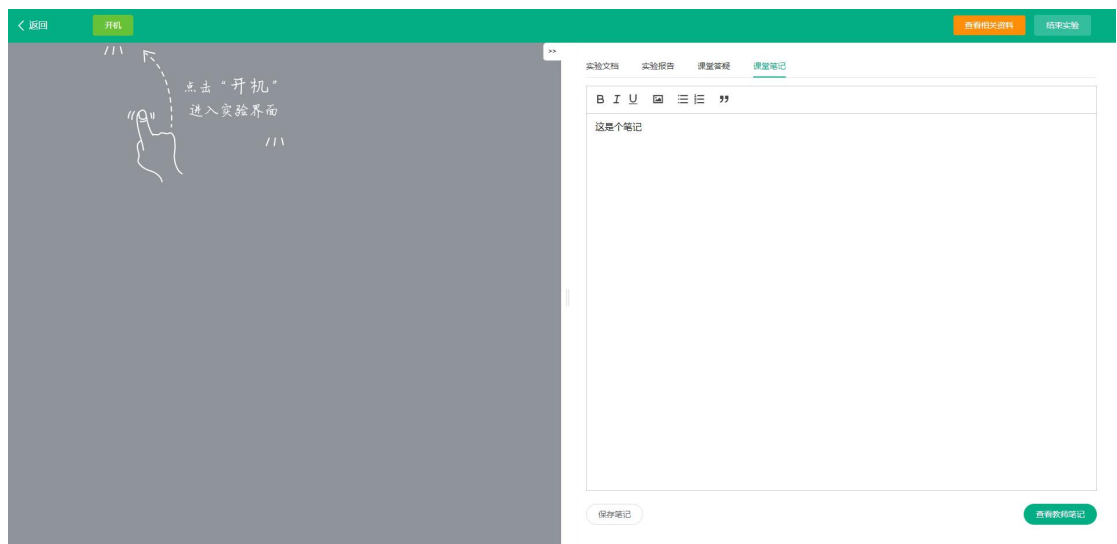 返回 开机 查看相关资料 结束实验
点击“开机”
进入实验界面
>>
实验文档 实验报告 课堂答疑 课堂笔记
B I U
这是个笔记
保存笔记 查看教师笔记